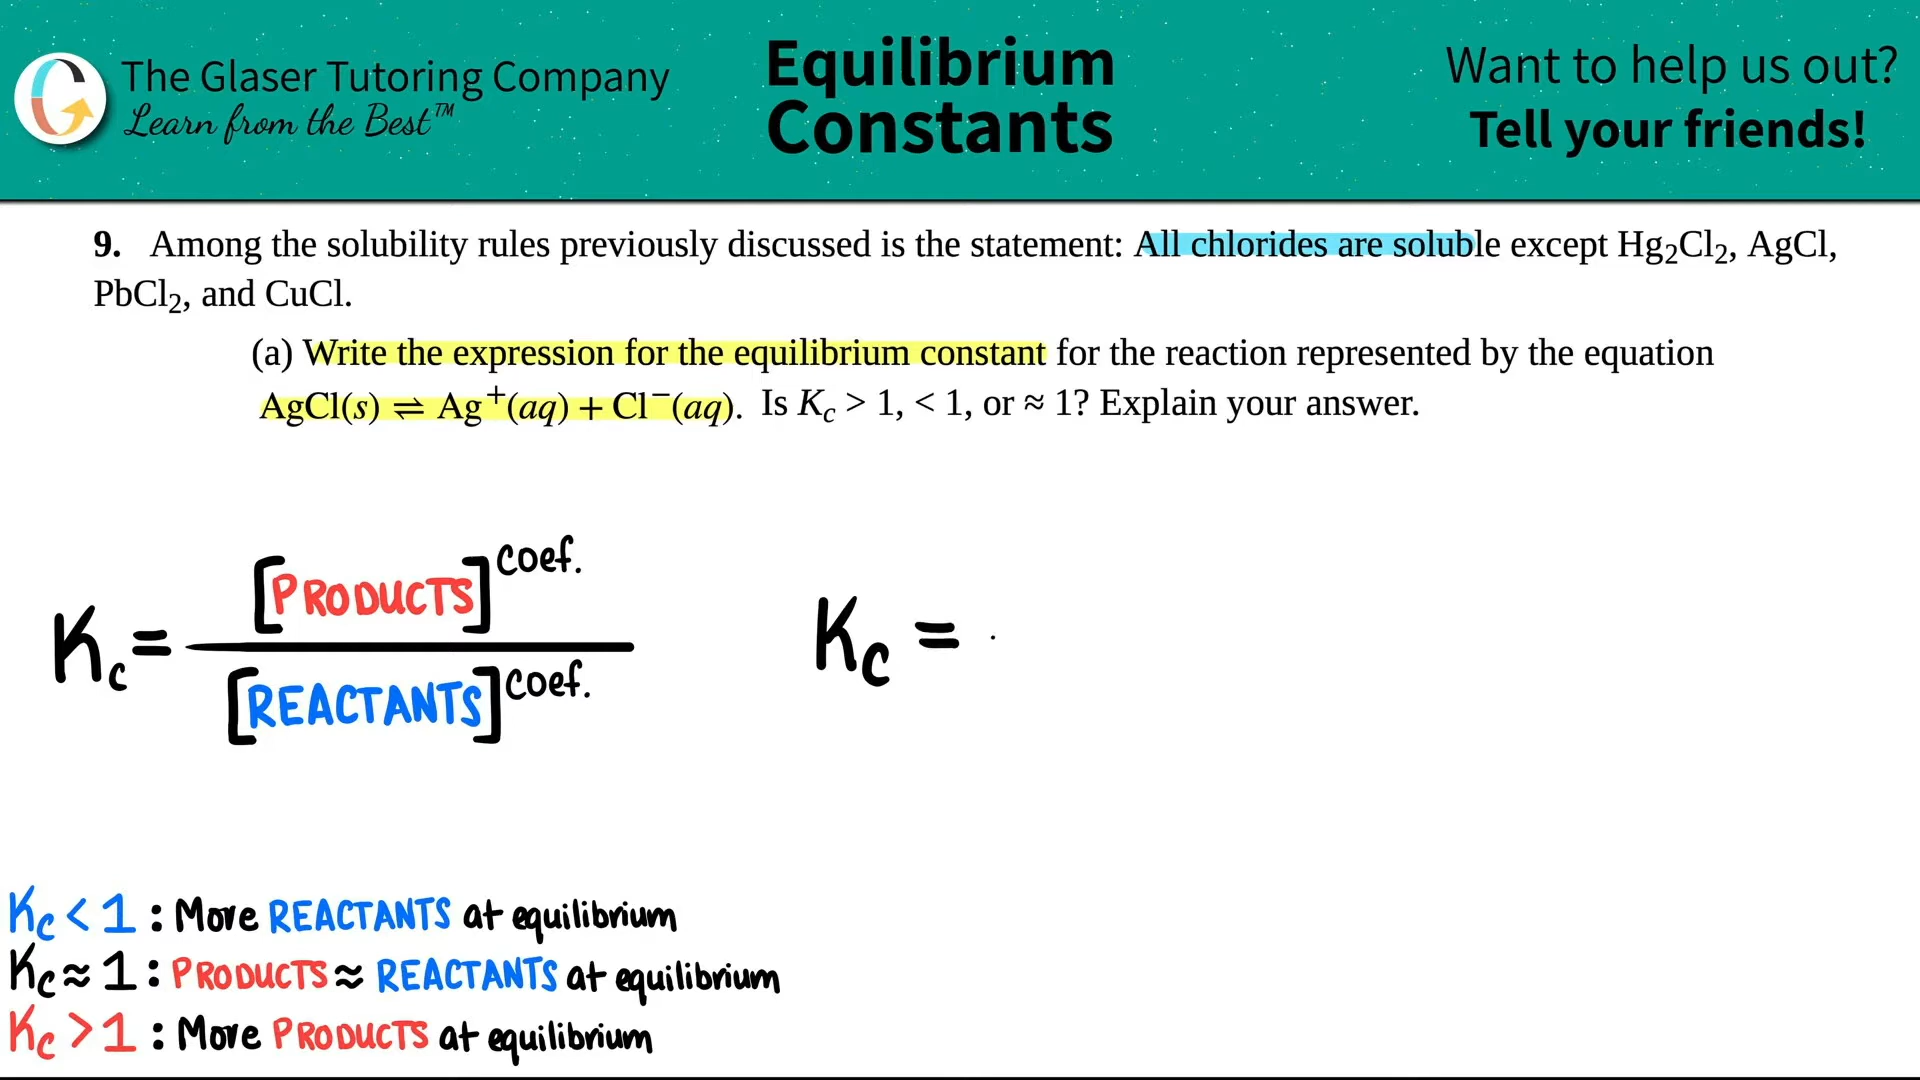 The Glaser Tutoring Company
Learn from the Best™
Equilibrium
Constants
Want to help us out?
Tell your friends!
9. Among the solubility rules previously discussed is the statement: All chlorides are soluble except Hg₂Cl₂, AgCl,
PbCl₂, and CuCl.
(a) Write the expression for the equilibrium constant for the reaction represented by the equation
AgCl(s) ⇌ Ag⁺(aq) + Cl⁻(aq). Is Kc > 1, < 1, or ≈ 1? Explain your answer.
[PRODUCTS]coef.
Kc =
[REACTANTS]coef.
Kc =
Kc < 1 : More REACTANTS at equilibrium
Kc ≈ 1 : PRODUCTS ≈ REACTANTS at equilibrium
Kc > 1 : More PRODUCTS at equilibrium